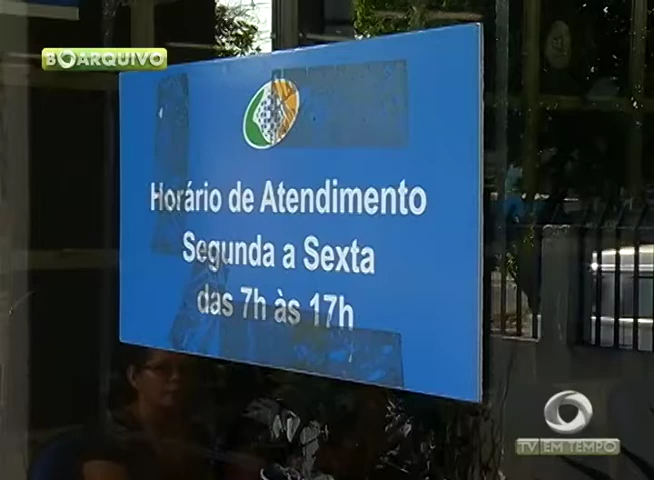 BOARQUIVO
Horário de Atendimento
Segunda a Sexta
das 7h às 17h
TV EM TEMPO